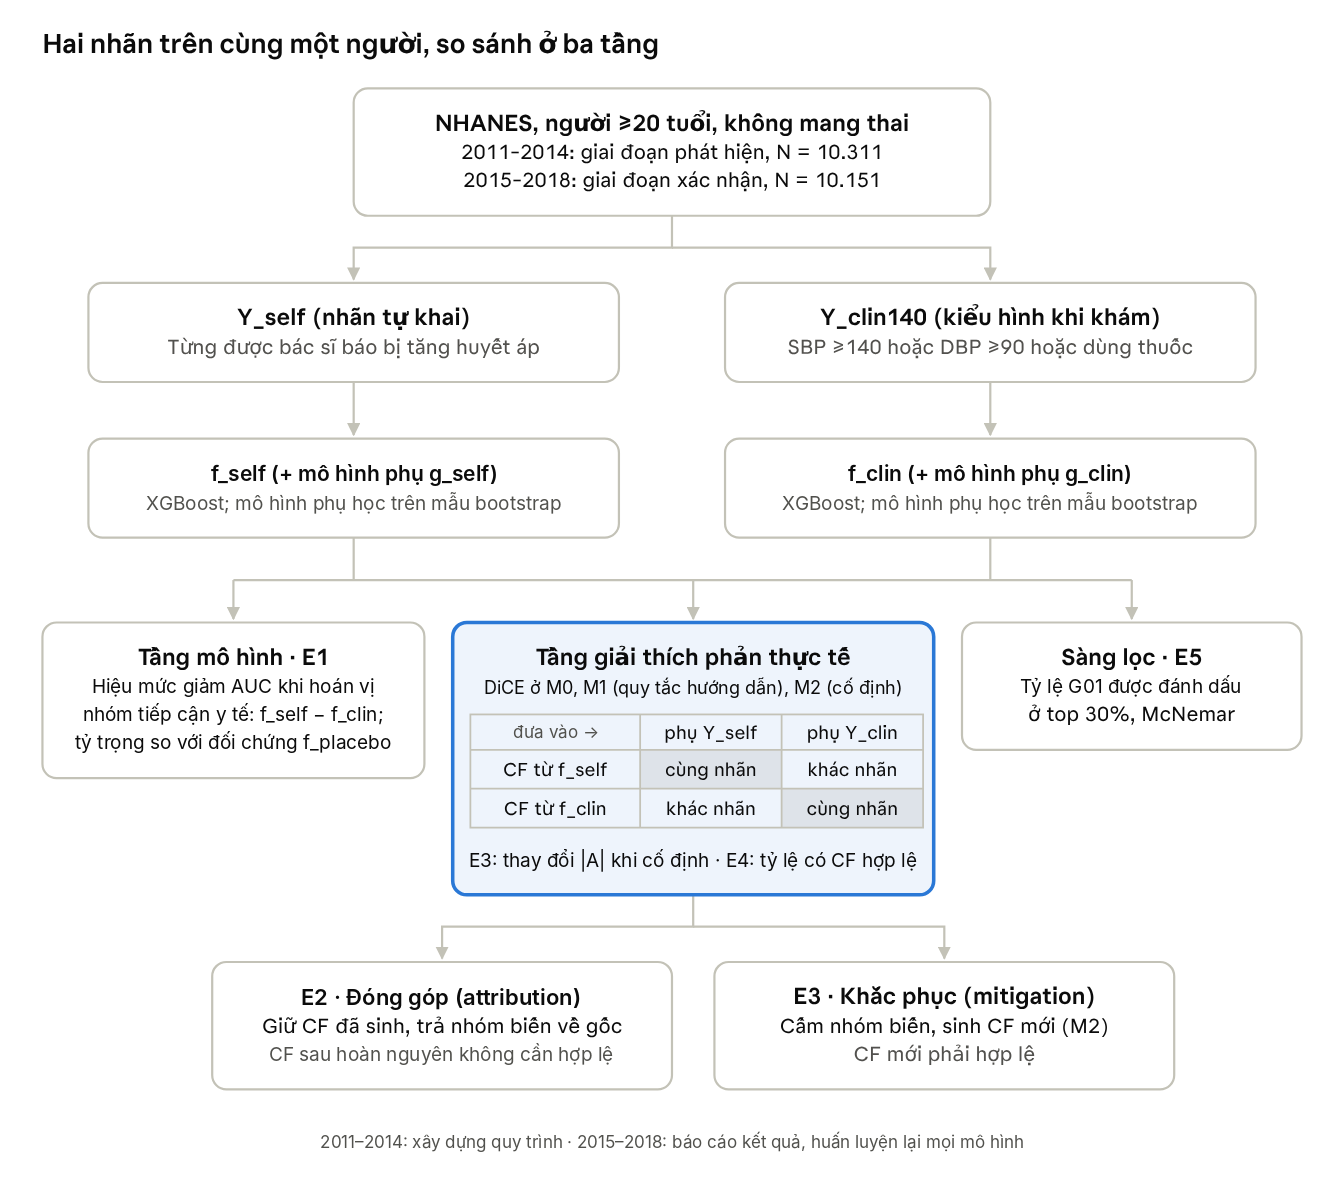 Hai nhãn trên cùng một người, so sánh ở ba tầng
NHANES, người ≥20 tuổi, không mang thai
2011-2014: giai đoạn phát hiện, N = 10.311
2015-2018: giai đoạn xác nhận, N = 10.151
Y_self (nhãn tự khai)
Từng được bác sĩ báo bị tăng huyết áp
Y_clin140 (kiểu hình khi khám)
SBP ≥140 hoặc DBP ≥90 hoặc dùng thuốc
f_self (+ mô hình phụ g_self)
XGBoost; mô hình phụ học trên mẫu bootstrap
f_clin (+ mô hình phụ g_clin)
XGBoost; mô hình phụ học trên mẫu bootstrap
Tầng mô hình · E1
Hiệu mức giảm AUC khi hoán vị
nhóm tiếp cận y tế: f_self − f_clin;
tỷ trọng so với đối chứng f_placebo
Tầng giải thích phản thực tế
DiCE ở M0, M1 (quy tắc hướng dẫn), M2 (cố định)
đưa vào → phụ Y_self phụ Y_clin
CF từ f_self cùng nhãn khác nhãn
CF từ f_clin khác nhãn cùng nhãn
E3: thay đổi |A| khi cố định · E4: tỷ lệ có CF hợp lệ
Sàng lọc · E5
Tỷ lệ G01 được đánh dấu
ở top 30%, McNemar
E2 · Đóng góp (attribution)
Giữ CF đã sinh, trả nhóm biến về gốc
CF sau hoàn nguyên không cần hợp lệ
E3 · Khắc phục (mitigation)
Cấm nhóm biến, sinh CF mới (M2)
CF mới phải hợp lệ
2011–2014: xây dựng quy trình · 2015–2018: báo cáo kết quả, huấn luyện lại mọi mô hình